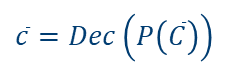 c̄ = Dec(P(C̄))